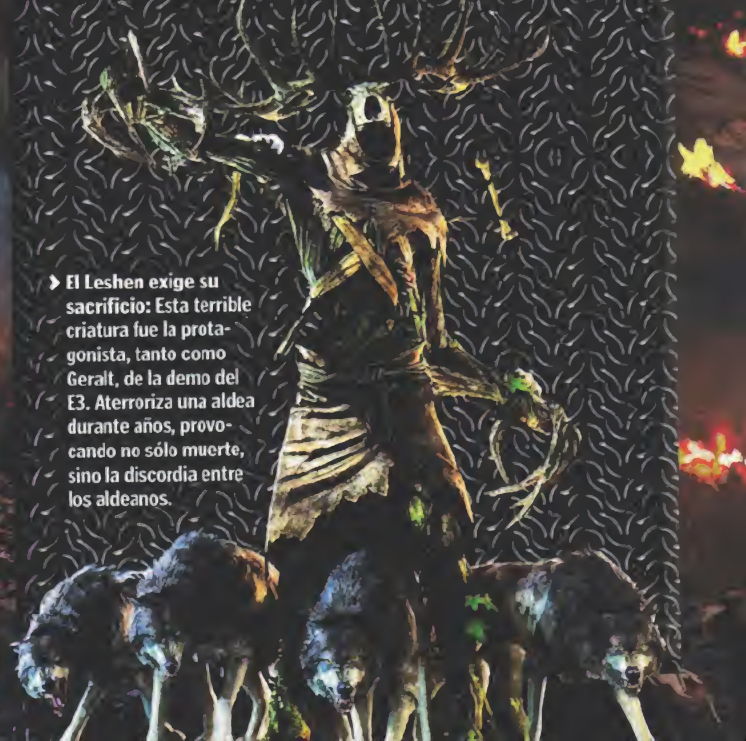 > El Leshen exige su
sacrificio: Esta terrible
criatura fue la prota-
gonista, tanto como
Geralt, de la demo del
E3. Aterroriza una aldea
durante años, provo-
cando no sólo muerte,
sino la discordia entre
los aldeanos.